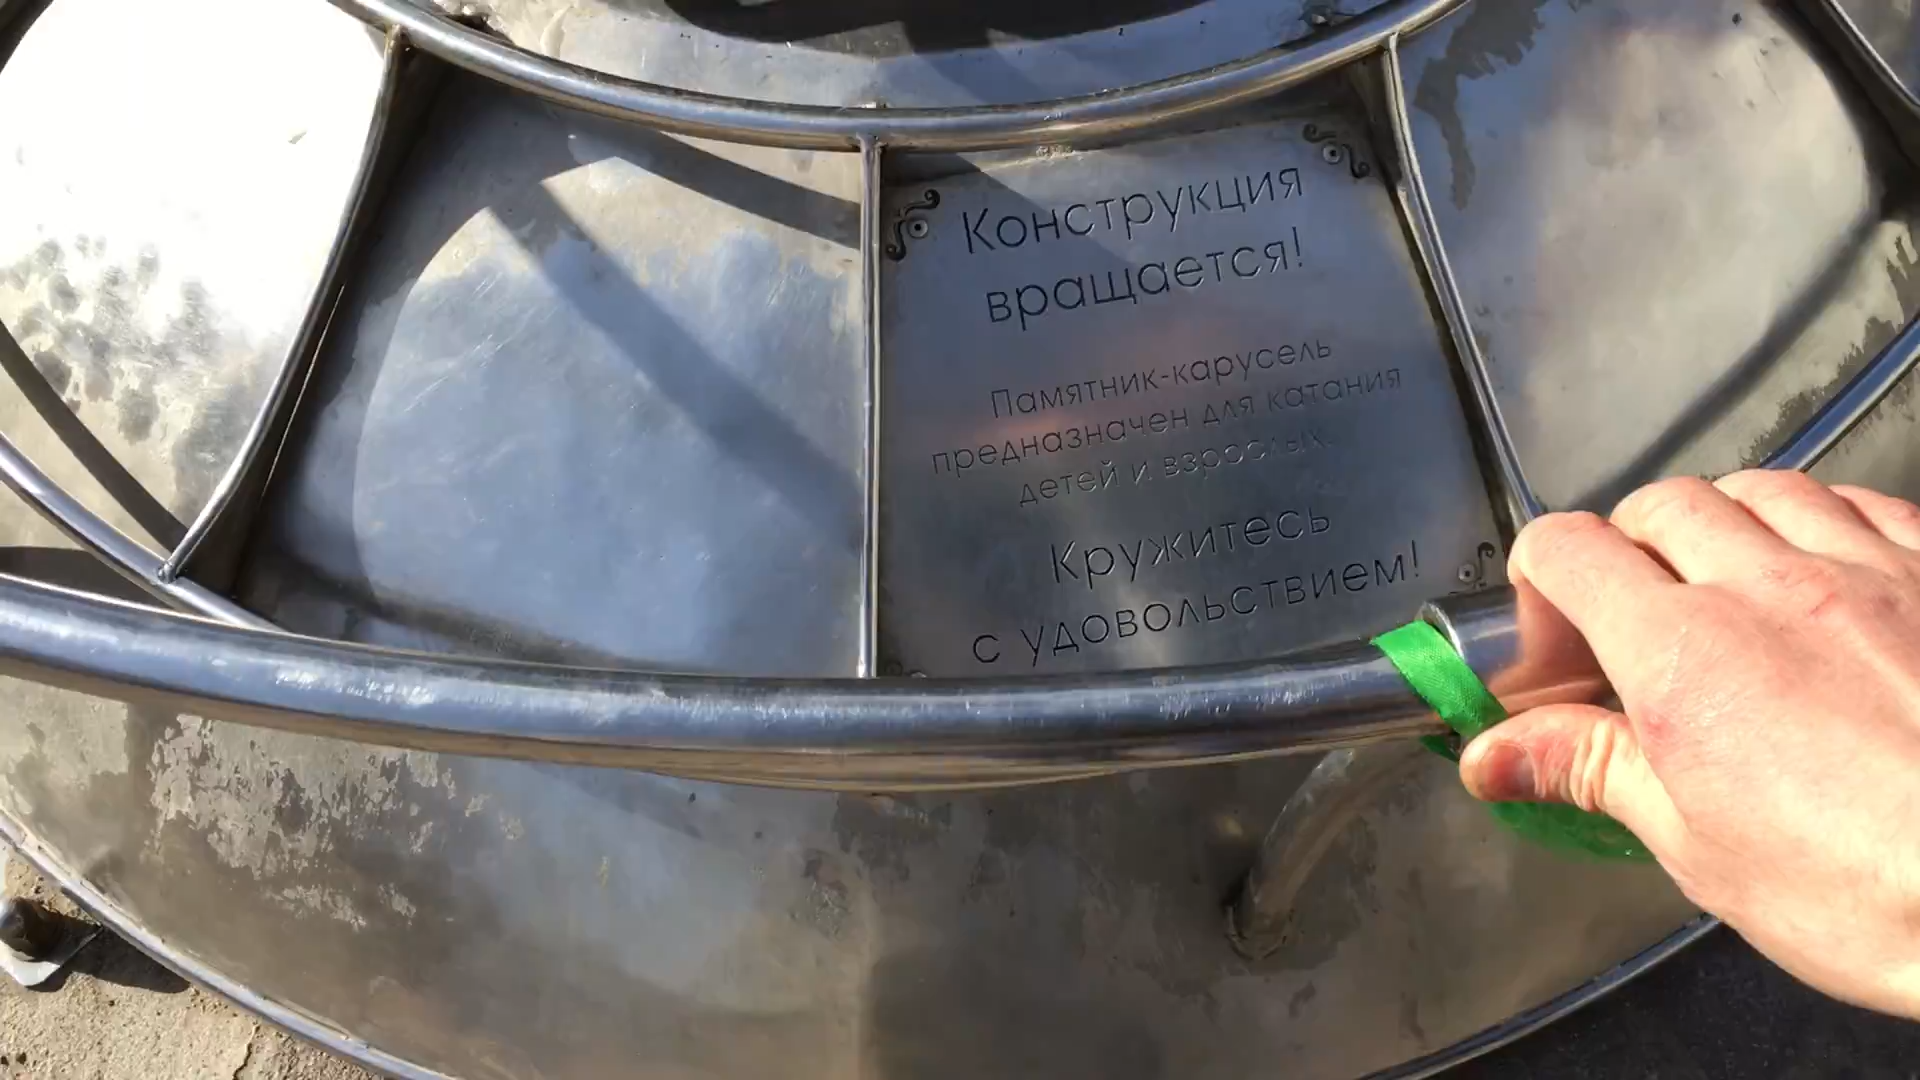 Конструкция
вращается!
Памятник-карусель
предназначен для катания
детей и взрослых.
Кружитесь
с удовольствием!